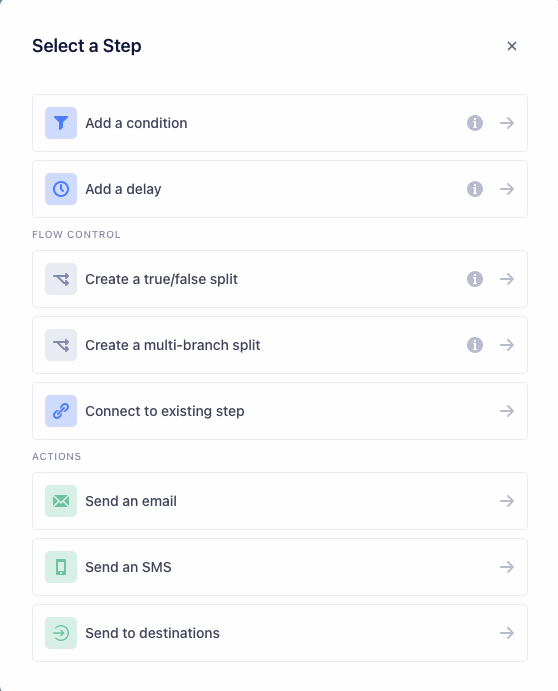 Select a Step
Add a condition
Add a delay
FLOW CONTROL
Create a true/false split
Create a multi-branch split
Connect to existing step
ACTIONS
Send an email
Send an SMS
Send to destinations